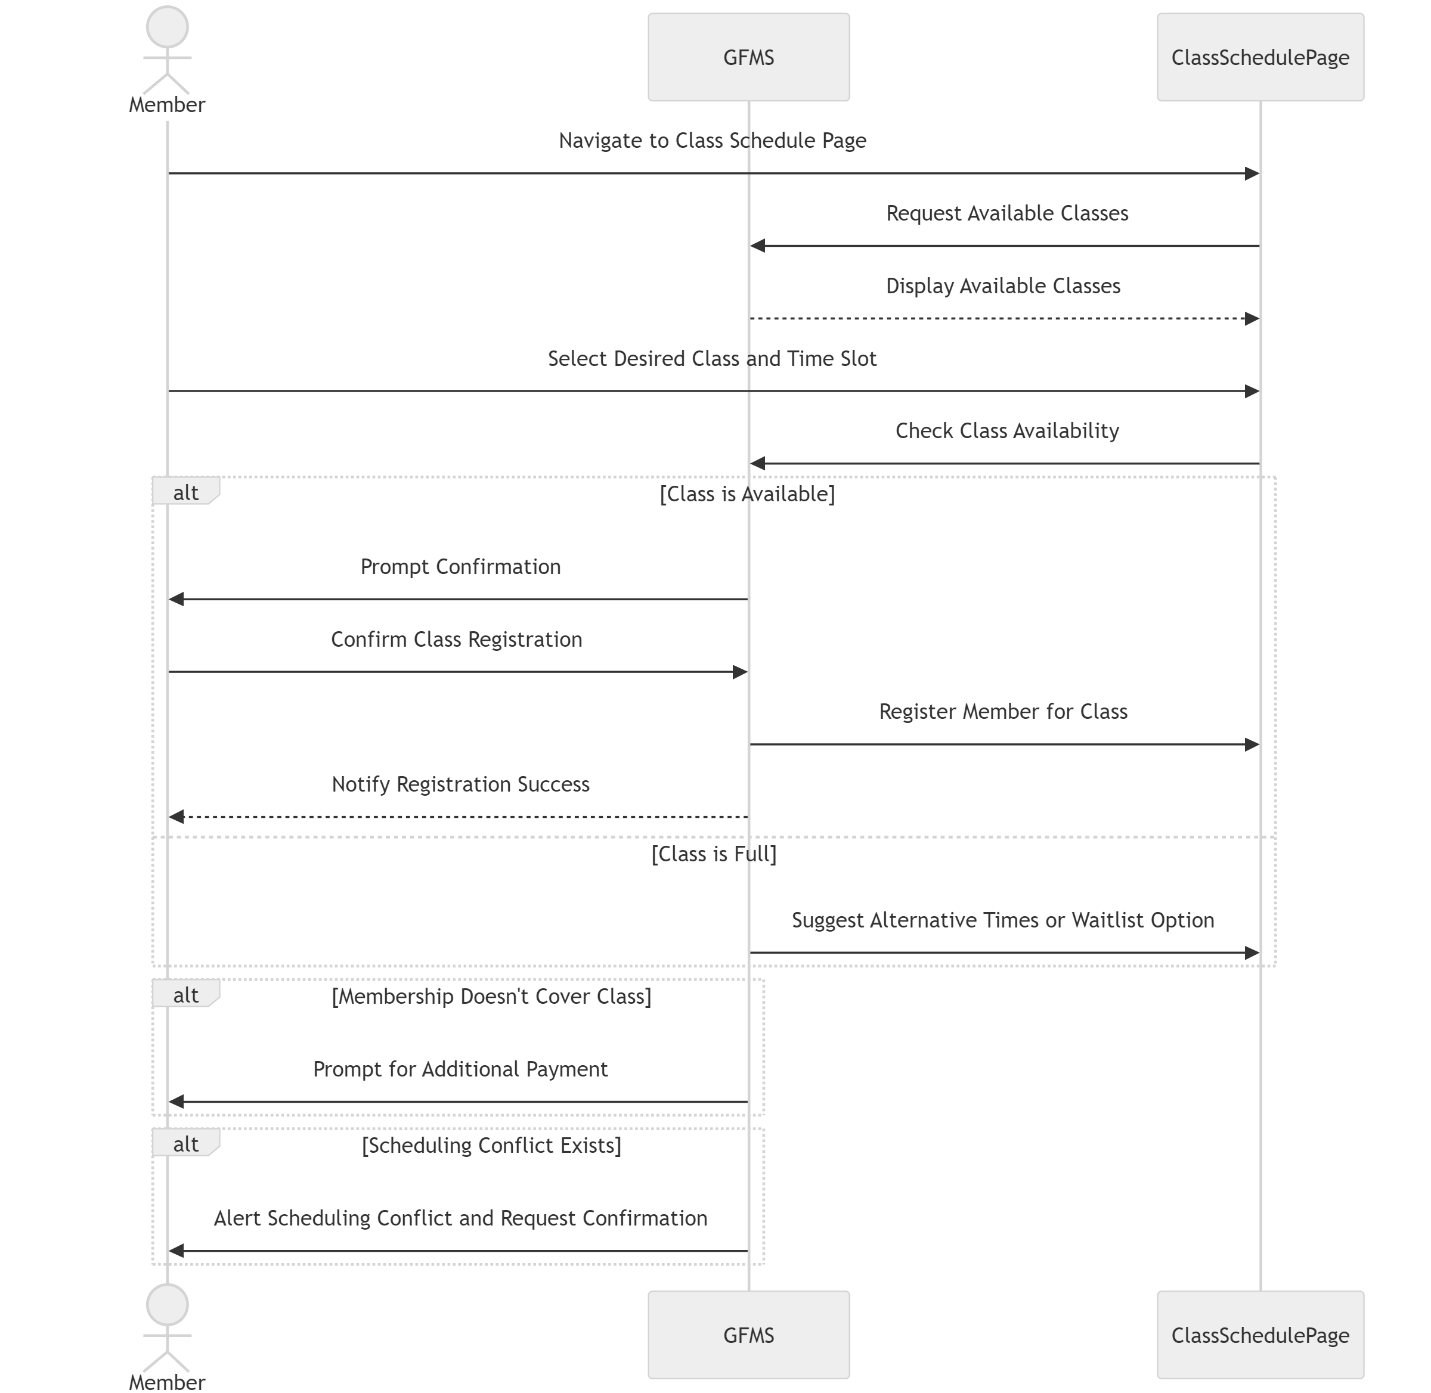 Member
GFMS
ClassSchedulePage
Navigate to Class Schedule Page
Request Available Classes
Display Available Classes
Select Desired Class and Time Slot
Check Class Availability
alt
[Class is Available]
Prompt Confirmation
Confirm Class Registration
Register Member for Class
Notify Registration Success
[Class is Full]
Suggest Alternative Times or Waitlist Option
alt
[Membership Doesn't Cover Class]
Prompt for Additional Payment
alt
[Scheduling Conflict Exists]
Alert Scheduling Conflict and Request Confirmation
Member
GFMS
ClassSchedulePage